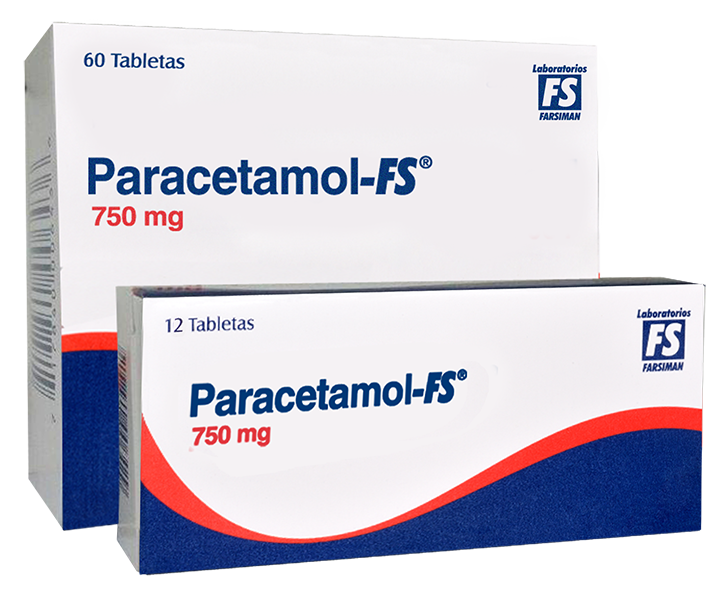 60 Tabletas
Laboratorios
FS
FARSIMAN
Paracetamol-FS®
750 mg
12 Tabletas
Laboratorios
FS
FARSIMAN
Paracetamol-FS®
750 mg